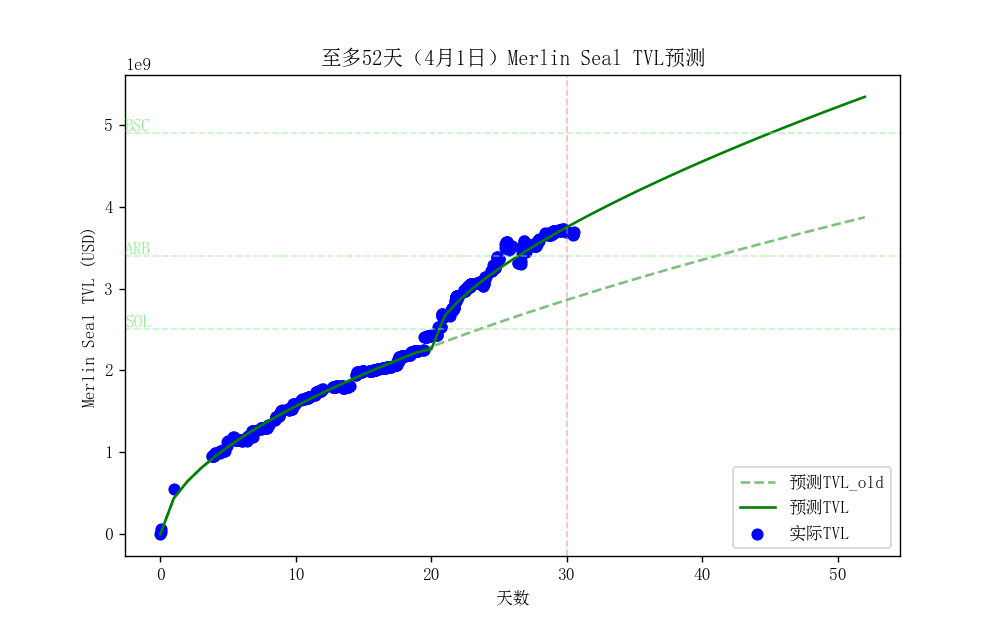 至多52天（4月1日）Merlin Seal TVL预测
1e9
Merlin Seal TVL (USD)
5
4
3
2
1
0
BSC
ARB
SOL
预测TVL_old
预测TVL
实际TVL
0 10 20 30 40 50
天数